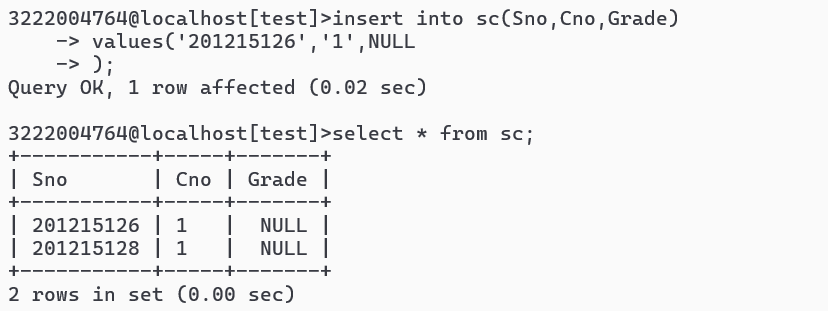 3222004764@localhost[test]>insert into sc(Sno,Cno,Grade)
    -> values('201215126','1',NULL
    -> );
Query OK, 1 row affected (0.02 sec)

3222004764@localhost[test]>select * from sc;
+-----------+-----+-------+
| Sno       | Cno | Grade |
+-----------+-----+-------+
| 201215126 | 1   |  NULL |
| 201215128 | 1   |  NULL |
+-----------+-----+-------+
2 rows in set (0.00 sec)